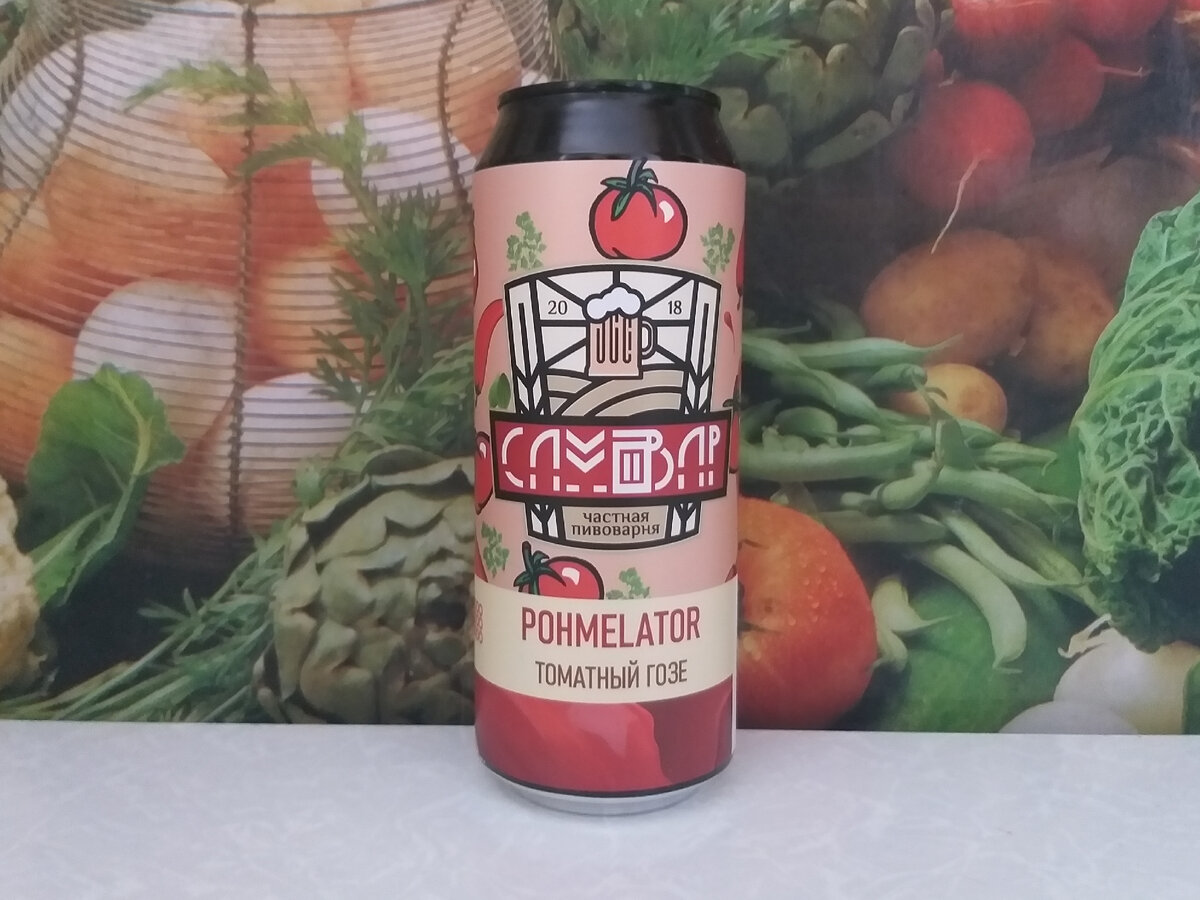 20 18
САМОВАР
частная
пивоварня
POHMELATOR
ТОМАТНЫЙ ГОЗЕ